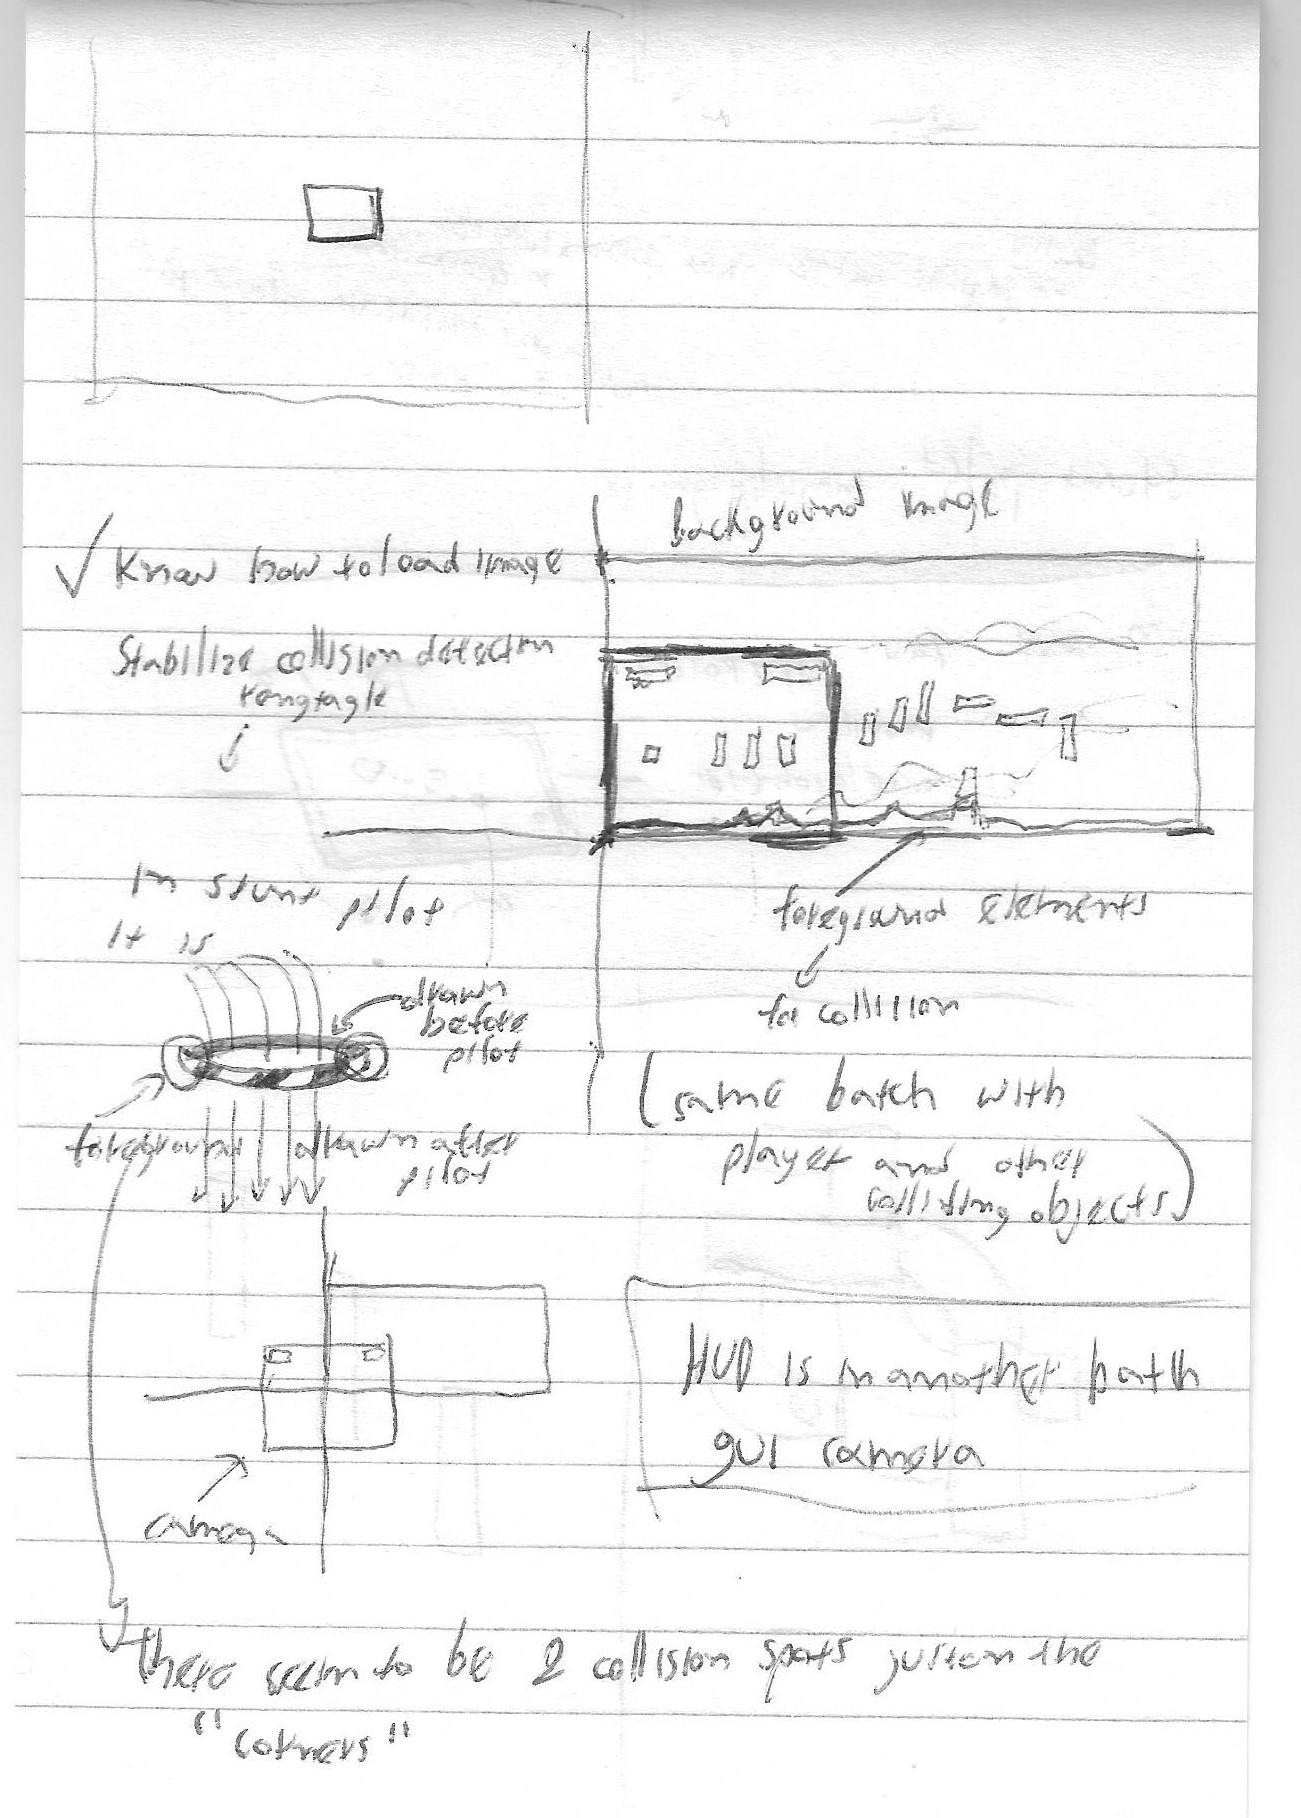 background image
✓ Know how to load image
Stabilize collision detection
rengtagle
In stunt pilot
It is
drawn
before
pilot
foreground
drawn after
pilot
foreground elements
for collision
(same batch with
player and other
colliding objects)
HUD is in another batch
gui camera
camera
there seem to be 2 collision spots just on the
"corners"